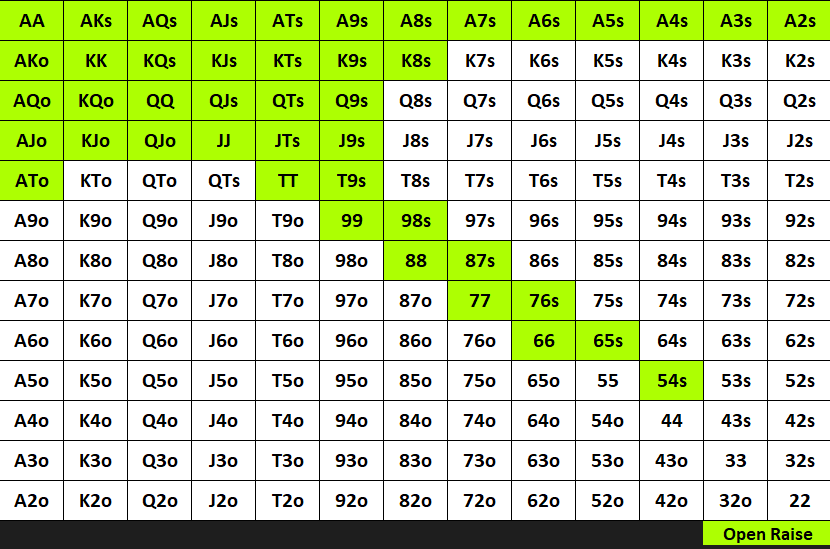 AA AKs AQs AJs ATs A9s A8s A7s A6s A5s A4s A3s A2s
AKo KK KQs KJs KTs K9s K8s K7s K6s K5s K4s K3s K2s
AQo KQo QQ QJs QTs Q9s Q8s Q7s Q6s Q5s Q4s Q3s Q2s
AJo KJo QJo JJ JTs J9s J8s J7s J6s J5s J4s J3s J2s
ATo KTo QTo QTs TT T9s T8s T7s T6s T5s T4s T3s T2s
A9o K9o Q9o J9o T9o 99 98s 97s 96s 95s 94s 93s 92s
A8o K8o Q8o J8o T8o 98o 88 87s 86s 85s 84s 83s 82s
A7o K7o Q7o J7o T7o 97o 87o 77 76s 75s 74s 73s 72s
A6o K6o Q6o J6o T6o 96o 86o 76o 66 65s 64s 63s 62s
A5o K5o Q5o J5o T5o 95o 85o 75o 65o 55 54s 53s 52s
A4o K4o Q4o J4o T4o 94o 84o 74o 64o 54o 44 43s 42s
A3o K3o Q3o J3o T3o 93o 83o 73o 63o 53o 43o 33 32s
A2o K2o Q2o J2o T2o 92o 82o 72o 62o 52o 42o 32o 22
Open Raise